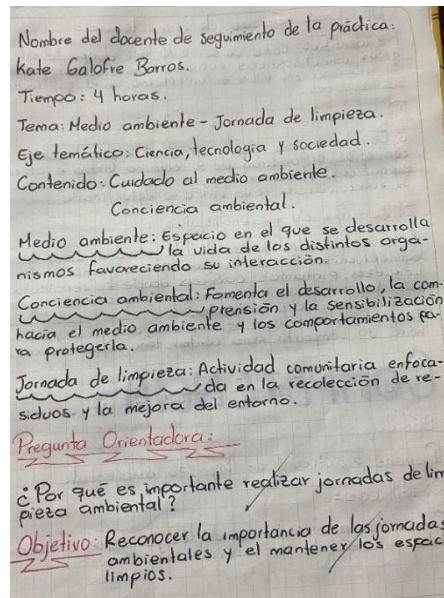 Nombre del docente de seguimiento de la práctica:
Kate Galofre Barros.
Tiempo: 4 horas.
Tema: Medio ambiente - Jornada de limpieza.
Eje temático: Ciencia, tecnologia y sociedad.
Contenido: Cuidado al medio ambiente.
Conciencia ambiental.
Medio ambiente: Espacio en el que se desarrolla
la vida de los distintos orga-
nismos favoreciendo su interacción.
Conciencia ambiental: Fomenta el desarrollo, la com-
prensión y la sensibilización
hacia el medio ambiente y los comportamientos pa-
ra protegerla.
Jornada de limpieza: Actividad comunitaria enfoca-
da en la recolección de re-
siduos y la mejora del entorno.
Pregunta Orientadora:
¿Por qué es importante realizar jornadas de lim
pieza ambiental?
Objetivo: Reconocer la importancia de las jornadas
ambientales y el mantener los espac
limpios.